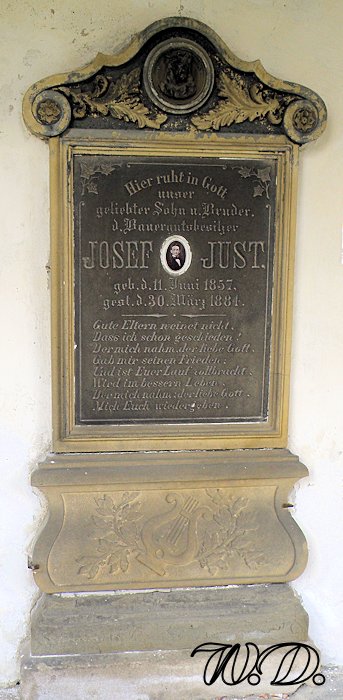 Hier ruht in Gott
unser
geliebter Sohn u. Bruder,
d. Bauergutsbesitzer
JOSEF JUST.
geb. d. 11. Juni 1857.
gest. d. 30. März 1884.
Gute Eltern weinet nicht,
Dass ich schon geschieden!
Der mich nahm, der liebe Gott,
Gab mir seinen Frieden.
Und ist Euer Lauf vollbracht:
Wird im bessern Leben,
Der mich nahm, der liebe Gott,
Mich Euch wiedergeben.
W.D.